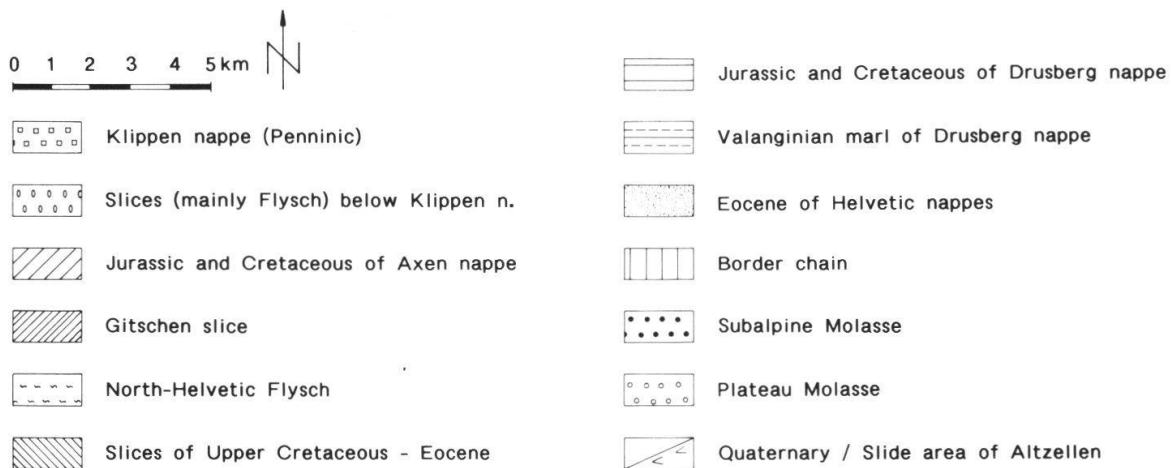 N
0 1 2 3 4 5 km
Klippen nappe (Penninic)
Slices (mainly Flysch) below Klippen n.
Jurassic and Cretaceous of Axen nappe
Gitschen slice
North-Helvetic Flysch
Slices of Upper Cretaceous - Eocene
Jurassic and Cretaceous of Drusberg nappe
Valanginian marl of Drusberg nappe
Eocene of Helvetic nappes
Border chain
Subalpine Molasse
Plateau Molasse
Quaternary / Slide area of Altzellen